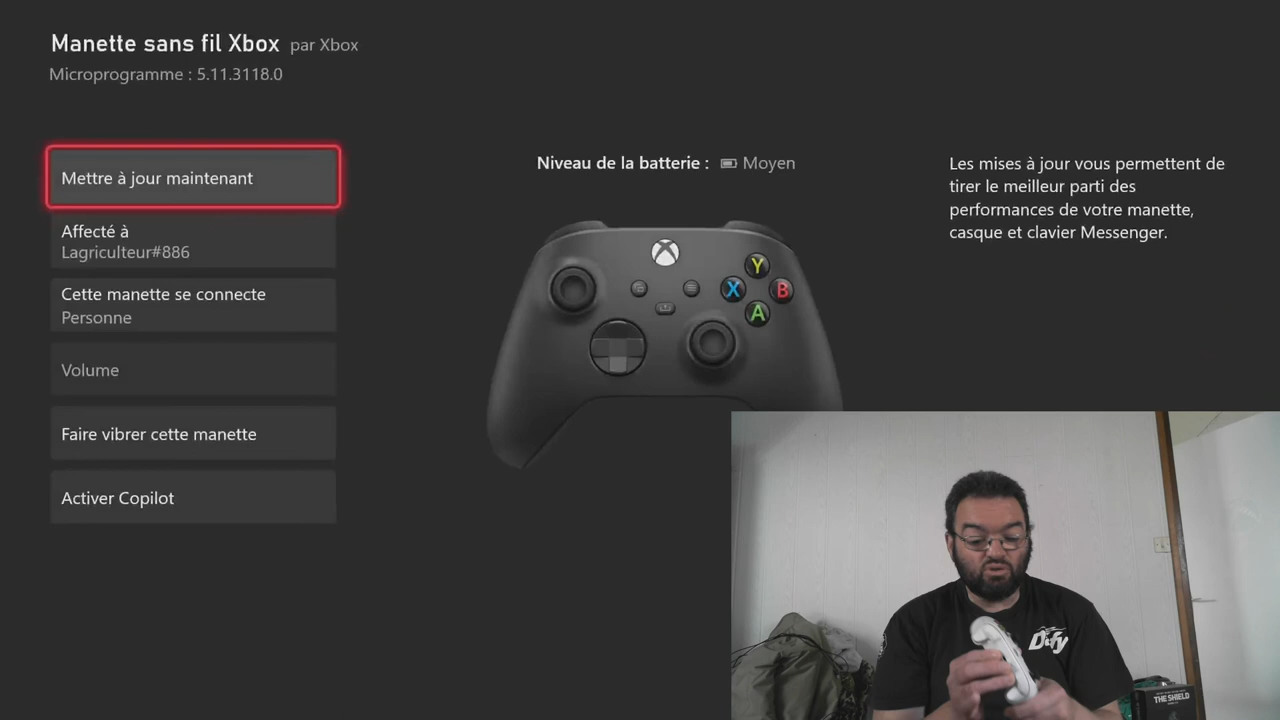 Manette sans fil Xbox par Xbox
Microprogramme : 5.11.3118.0
Mettre à jour maintenant
Affecté à
Lagriculteur#886
Cette manette se connecte
Personne
Volume
Faire vibrer cette manette
Activer Copilot
Niveau de la batterie : Moyen
Y
X B
A
Les mises à jour vous permettent de
tirer le meilleur parti des
performances de votre manette,
casque et clavier Messenger.
THE SHIELD